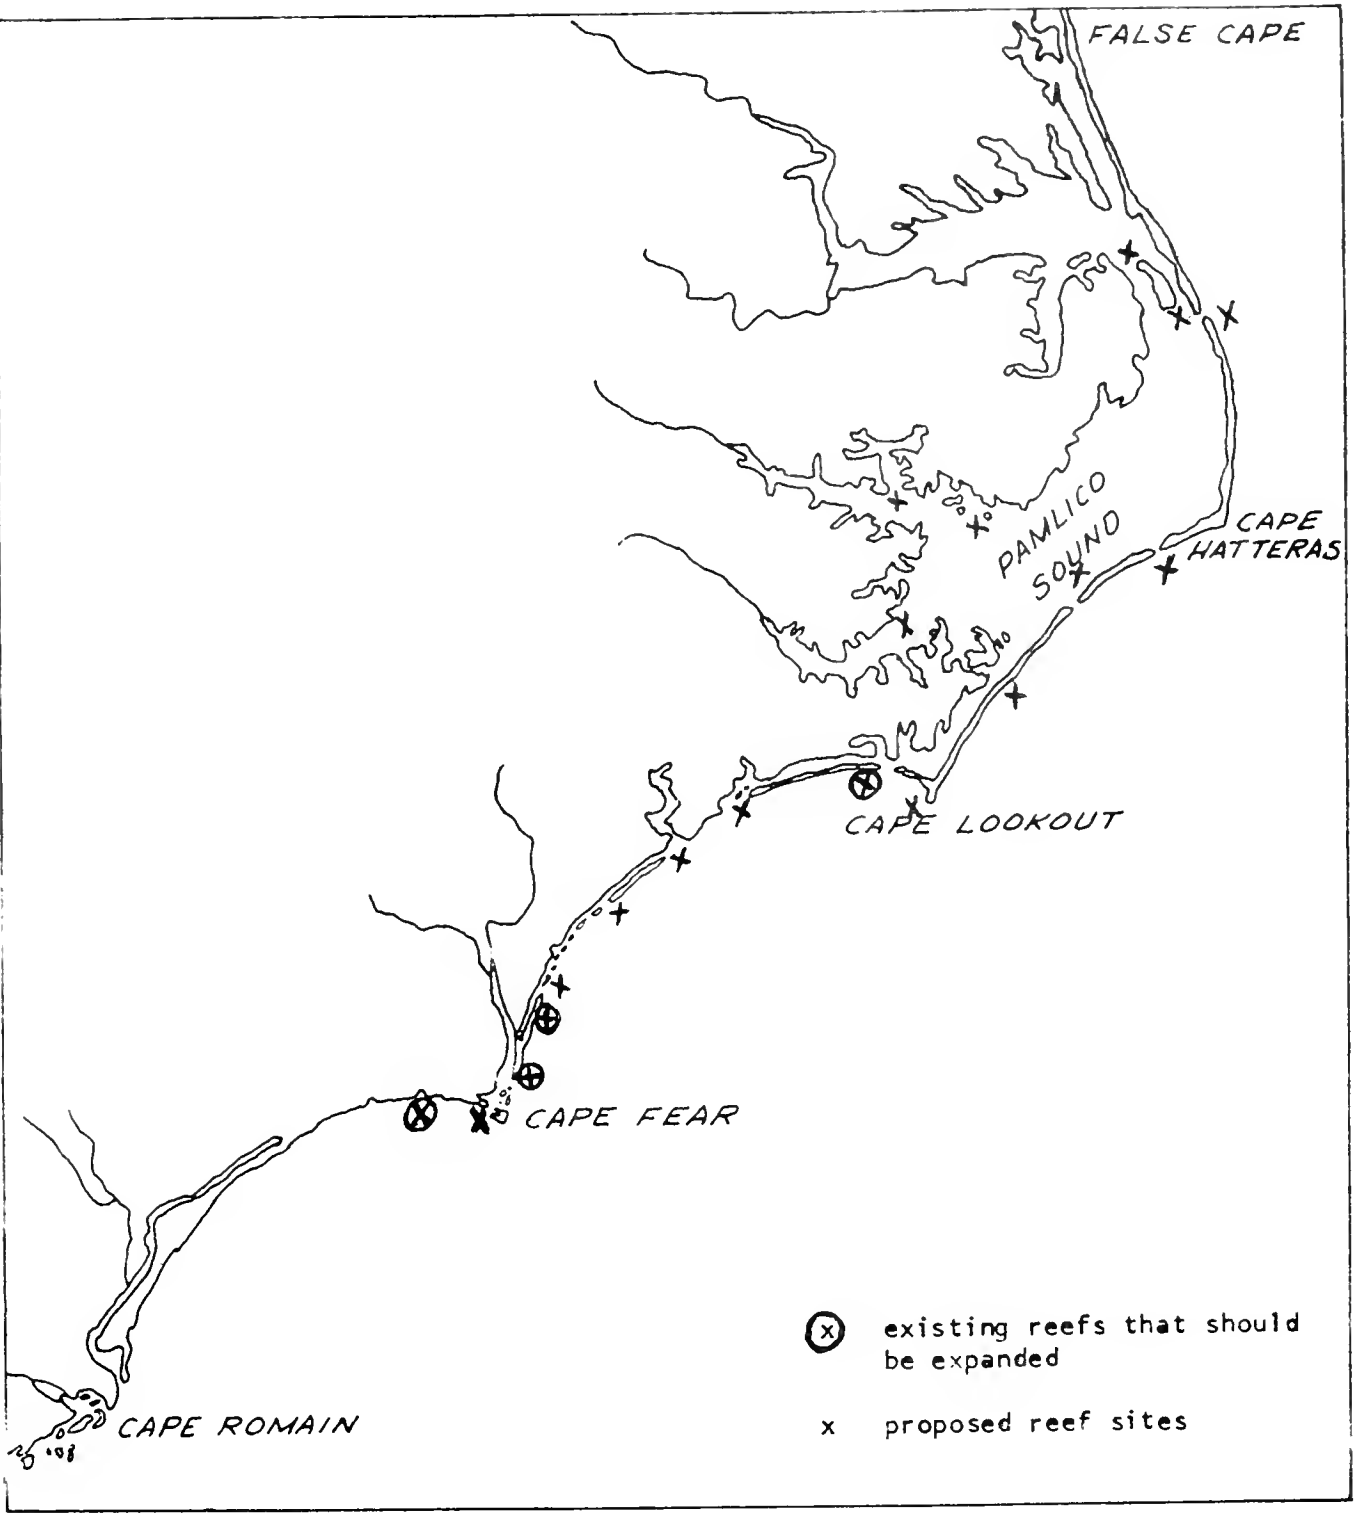 FALSE CAPE
PAMLICO
SOUND
CAPE
HATTERAS
CAPE LOOKOUT
CAPE FEAR
CAPE ROMAIN
x existing reefs that should
be expanded
x proposed reef sites